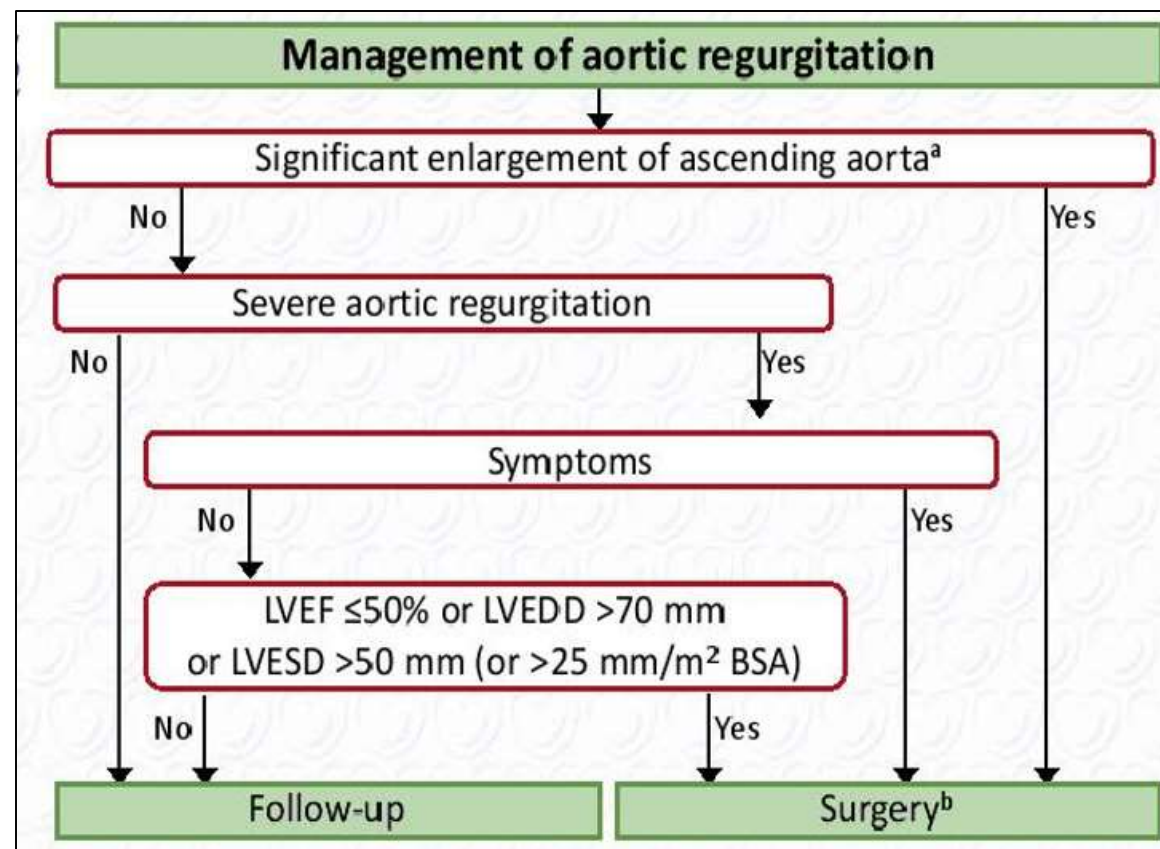 Management of aortic regurgitation
Significant enlargement of ascending aortaᵃ
No
Yes
Severe aortic regurgitation
No
Yes
Symptoms
No
Yes
LVEF ≤50% or LVEDD >70 mm
or LVESD >50 mm (or >25 mm/m² BSA)
No
Yes
Follow-up
Surgeryᵇ